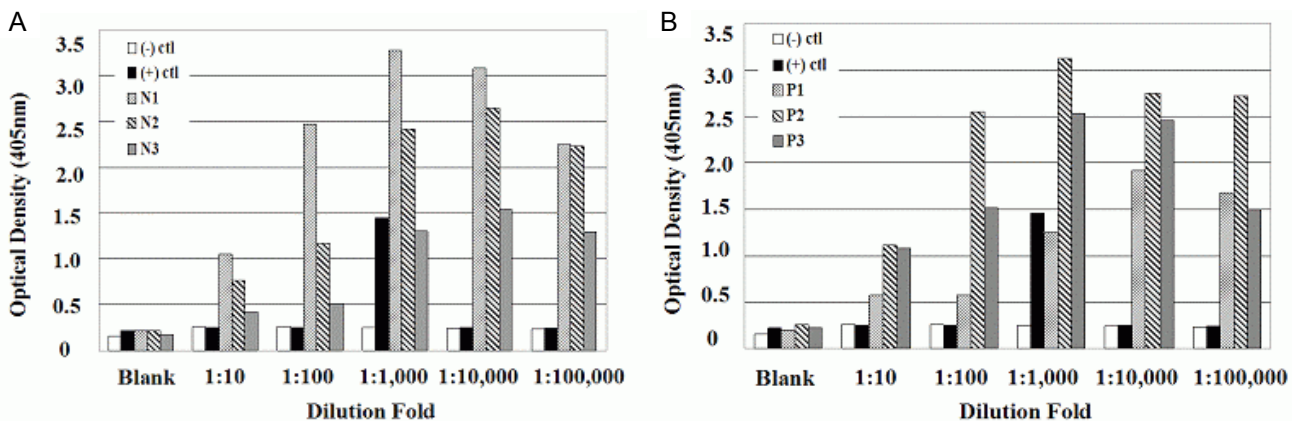 A
Optical Density (405nm)
3.5
3.0
2.5
2.0
1.5
1.0
0.5
0
(-) ctl
(+) ctl
N1
N2
N3
Blank 1:10 1:100 1:1,000 1:10,000 1:100,000
Dilution Fold
B
Optical Density (405nm)
3.5
3.0
2.5
2.0
1.5
1.0
0.5
0
(-) ctl
(+) ctl
P1
P2
P3
Blank 1:10 1:100 1:1,000 1:10,000 1:100,000
Dilution Fold